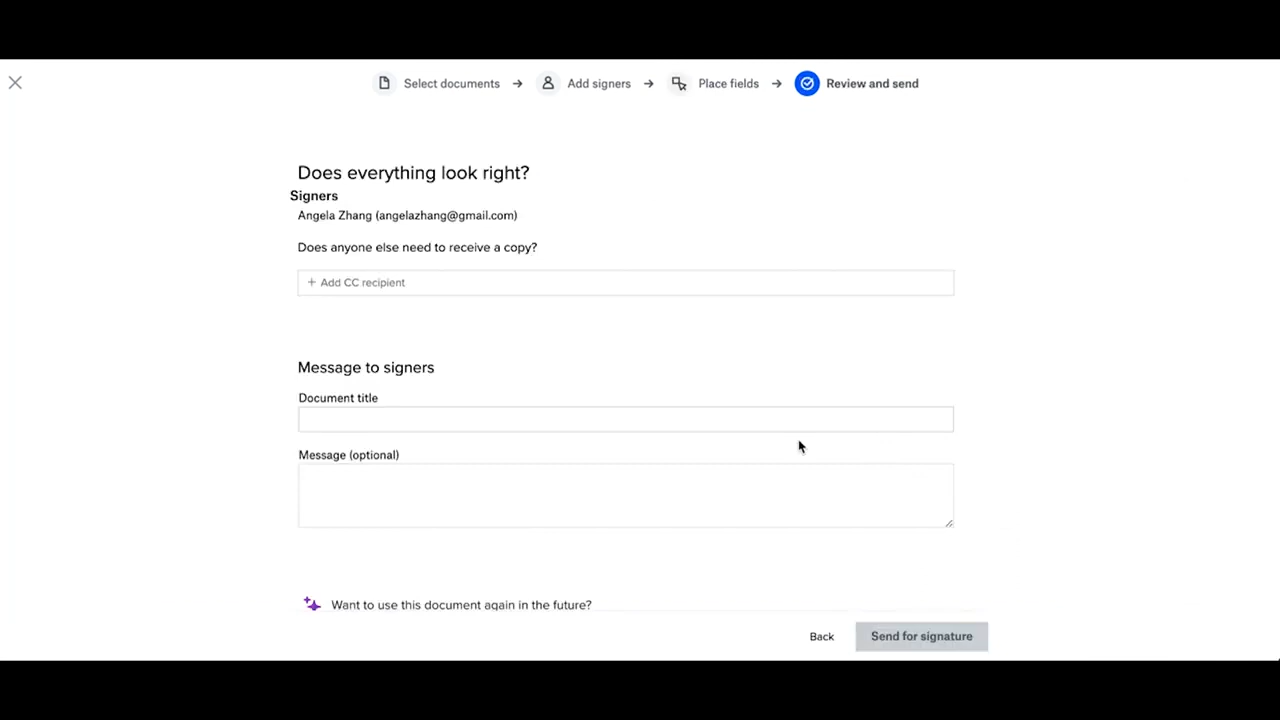 Select documents → Add signers → Place fields → Review and send
Does everything look right?
Signers
Angela Zhang (angelazhang@gmail.com)
Does anyone else need to receive a copy?
+ Add CC recipient
Message to signers
Document title
Message (optional)
Want to use this document again in the future?
Back Send for signature